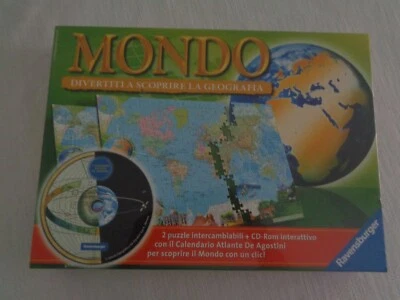 MONDO
DIVERTITI A SCOPRIRE LA GEOGRAFIA
2 puzzle intercambiabili + CD-Rom interattivo
con il Calendario Atlante De Agostini
per scoprire il Mondo con un clic!
Ravensburger